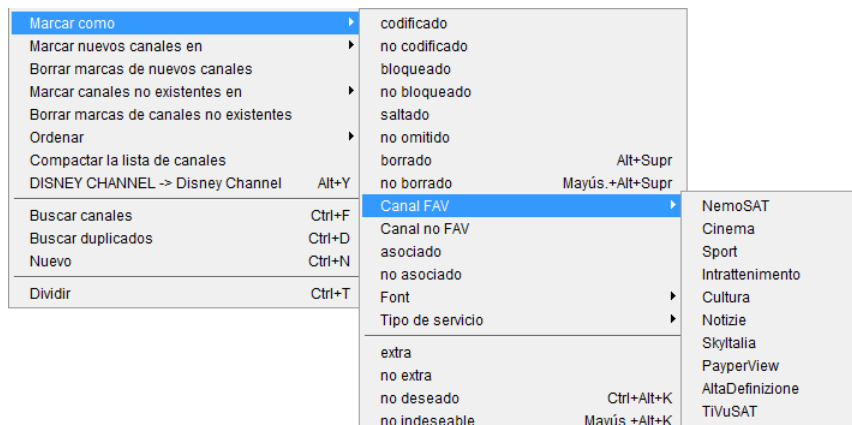 Marcar como
Marcar nuevos canales en
Borrar marcas de nuevos canales
Marcar canales no existentes en
Borrar marcas de canales no existentes
Ordenar
Compactar la lista de canales
DISNEY CHANNEL -> Disney Channel Alt+Y
Buscar canales Ctrl+F
Buscar duplicados Ctrl+D
Nuevo Ctrl+N
Dividir Ctrl+T
codificado
no codificado
bloqueado
no bloqueado
saltado
no omitido
borrado Alt+Supr
no borrado Mayús.+Alt+Supr
Canal FAV
Canal no FAV
asociado
no asociado
Font
Tipo de servicio
extra
no extra
no deseado Ctrl+Alt+K
no indeseable Mayús.+Alt+K
NemoSAT
Cinema
Sport
Intrattenimento
Cultura
Notizie
SkyItalia
PayperView
AltaDefinizione
TiVuSAT